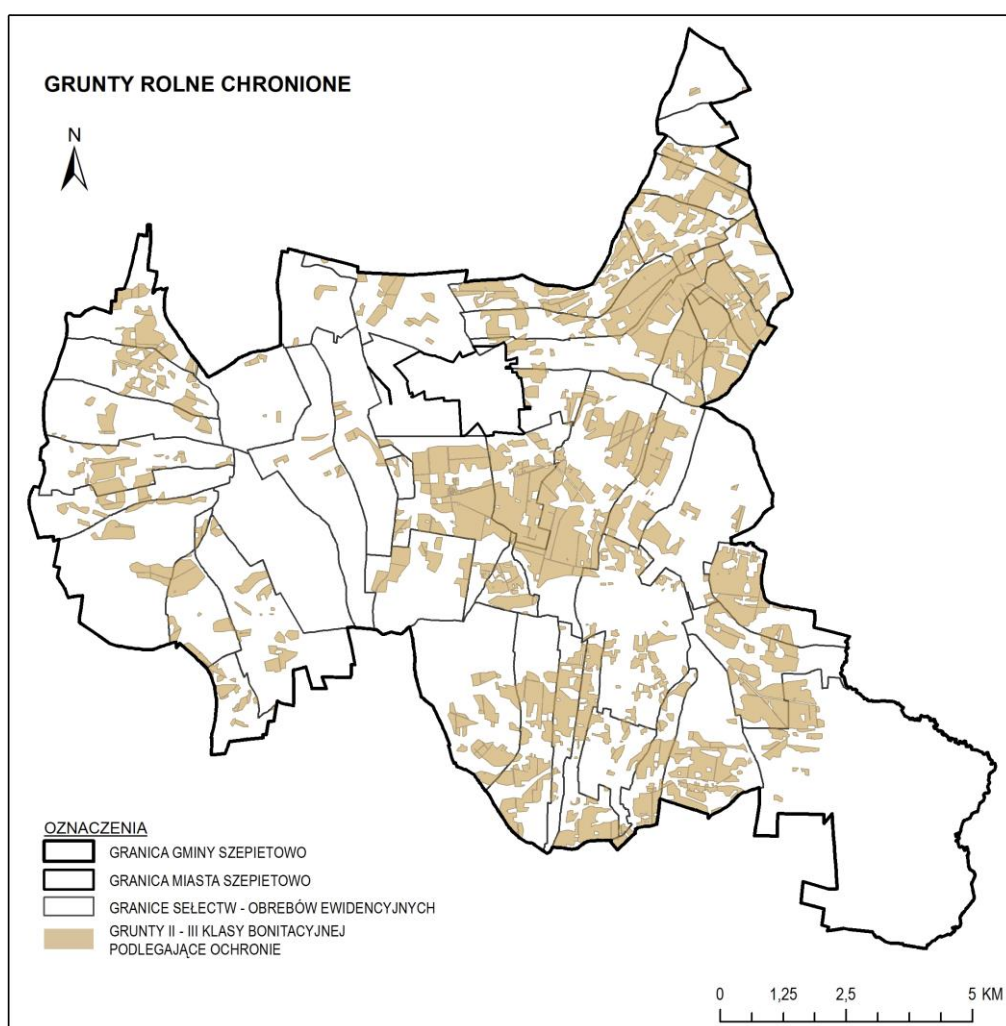 GRUNTY ROLNE CHRONIONE
N
OZNACZENIA
GRANICA GMINY SZEPIETOWO
GRANICA MIASTA SZEPIETOWO
GRANICE SEŁECTW - OBRĘBÓW EWIDENCYJNYCH
GRUNTY II - III KLASY BONITACYJNEJ
PODLEGAJĄCE OCHRONIE
0 1,25 2,5 5 KM